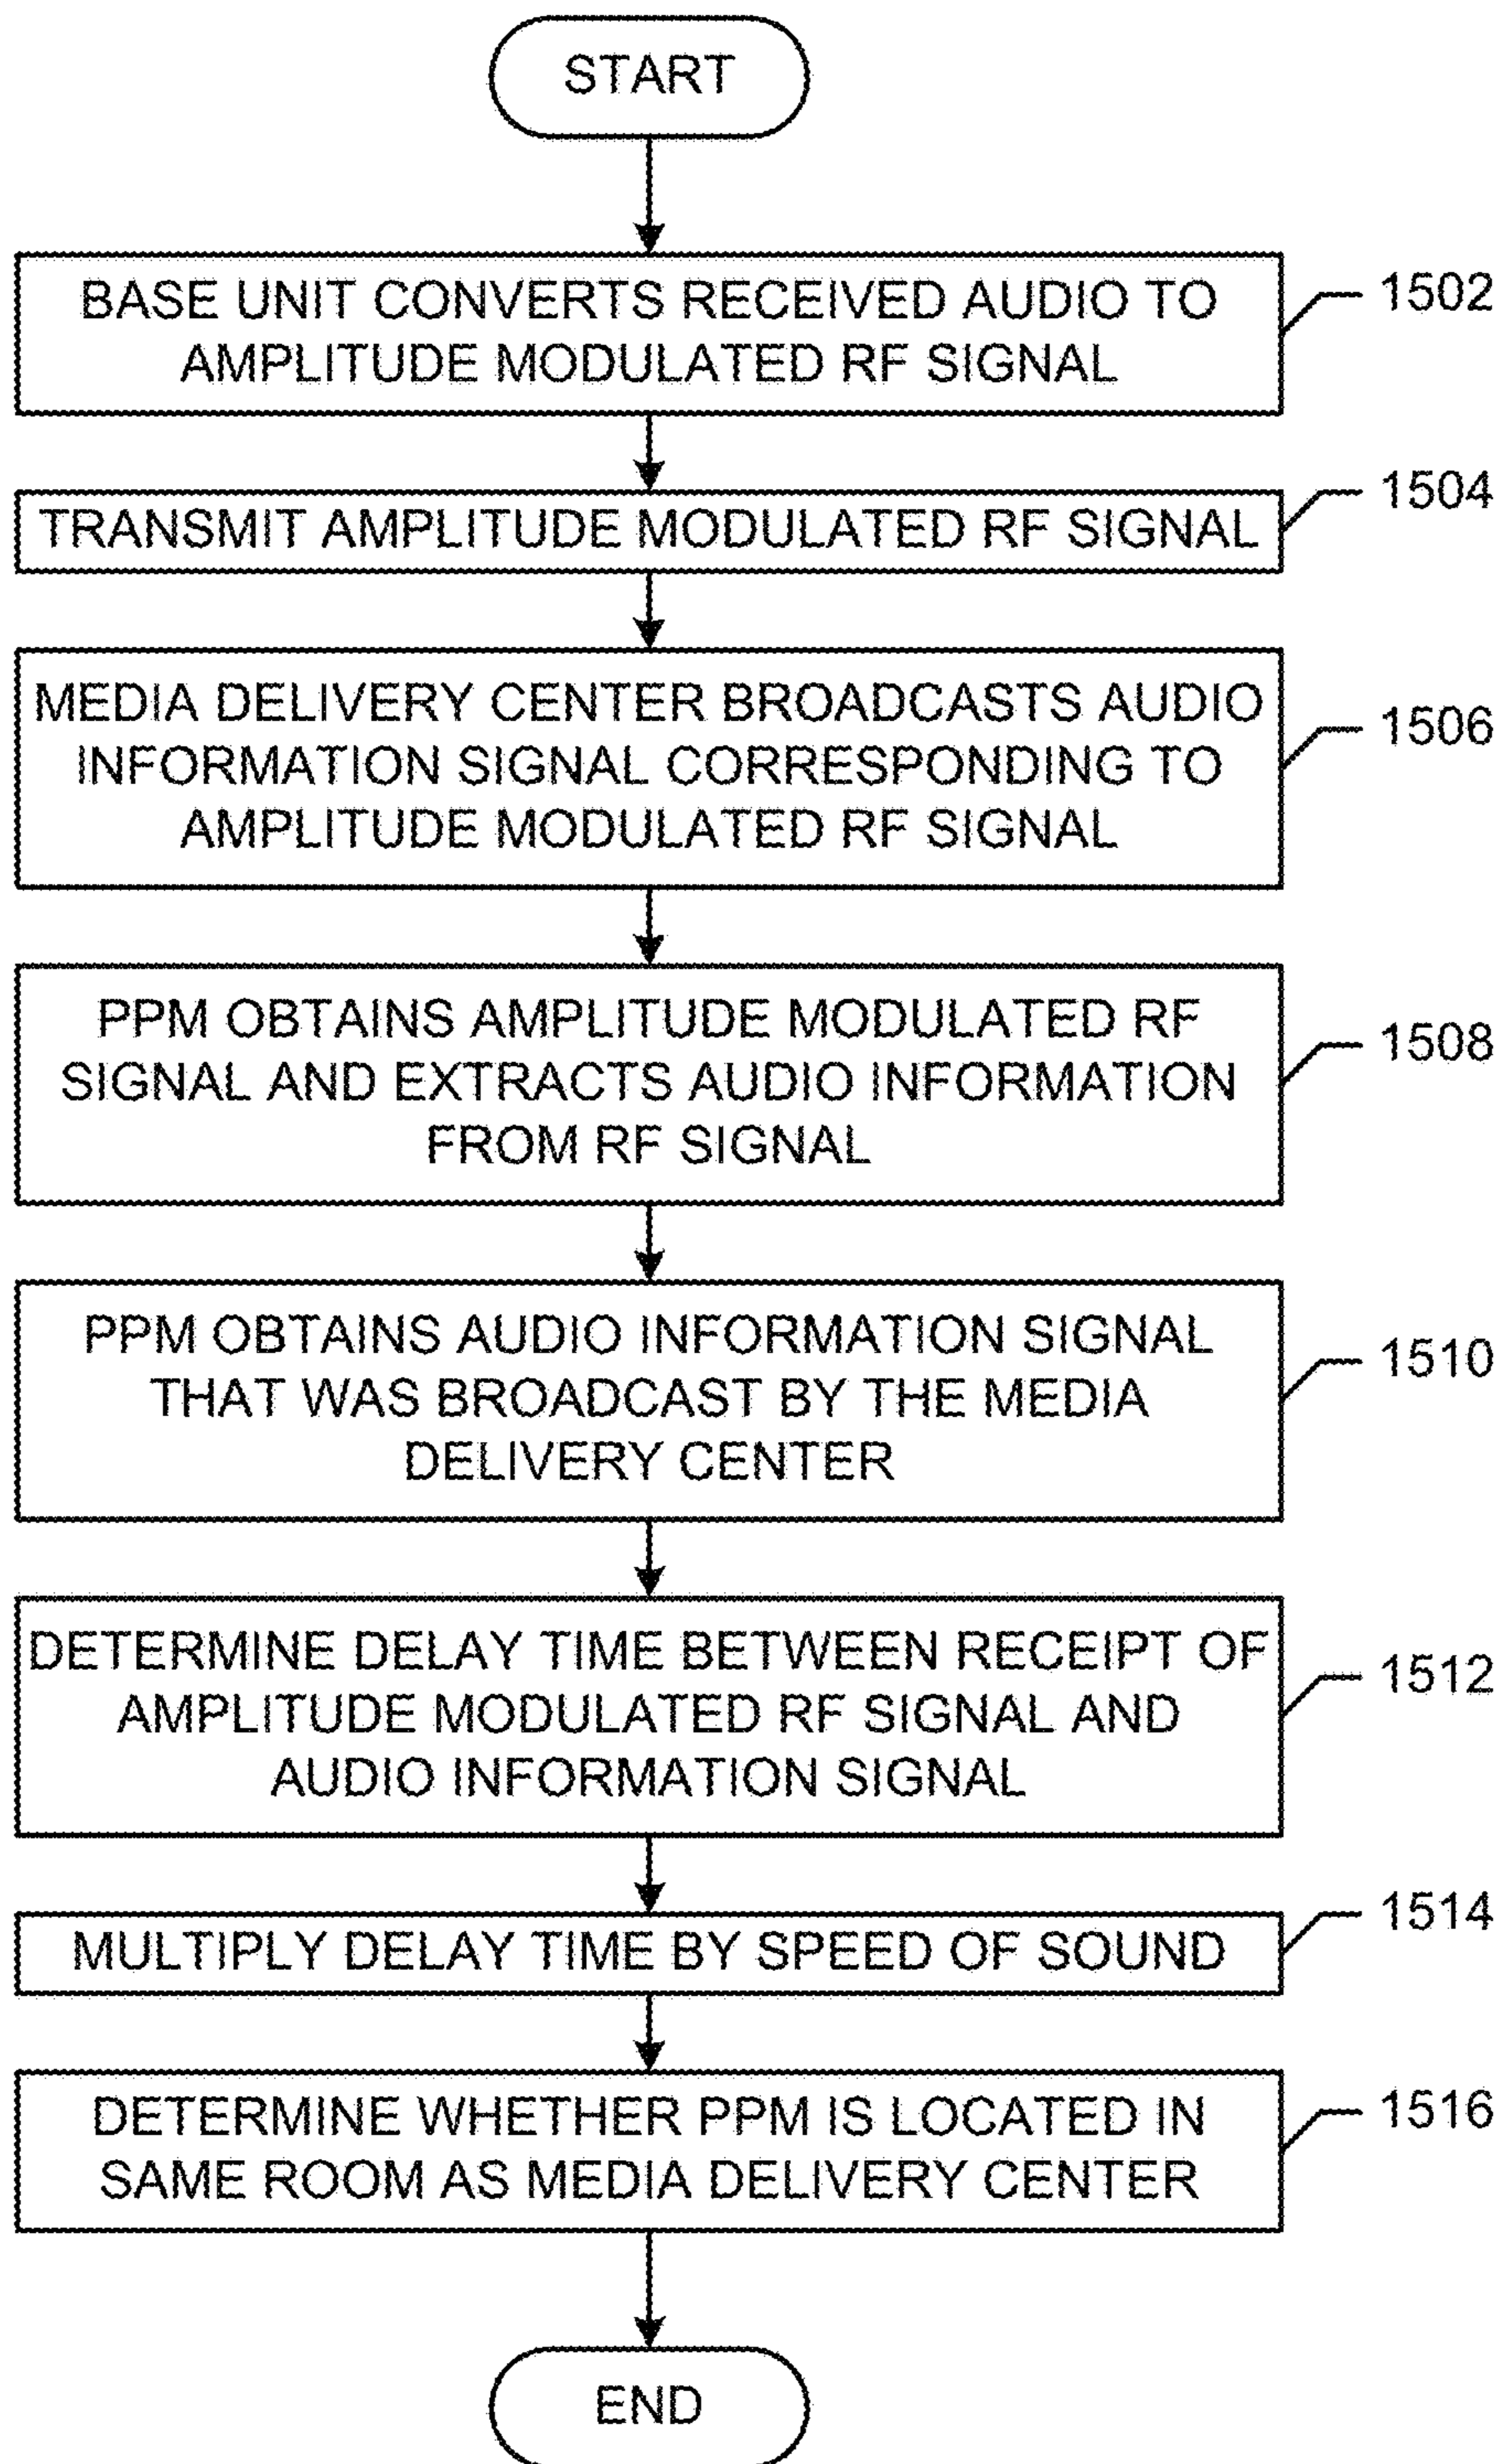 START
BASE UNIT CONVERTS RECEIVED AUDIO TO
AMPLITUDE MODULATED RF SIGNAL
1502
TRANSMIT AMPLITUDE MODULATED RF SIGNAL
1504
MEDIA DELIVERY CENTER BROADCASTS AUDIO
INFORMATION SIGNAL CORRESPONDING TO
AMPLITUDE MODULATED RF SIGNAL
1506
PPM OBTAINS AMPLITUDE MODULATED RF
SIGNAL AND EXTRACTS AUDIO INFORMATION
FROM RF SIGNAL
1508
PPM OBTAINS AUDIO INFORMATION SIGNAL
THAT WAS BROADCAST BY THE MEDIA
DELIVERY CENTER
1510
DETERMINE DELAY TIME BETWEEN RECEIPT OF
AMPLITUDE MODULATED RF SIGNAL AND
AUDIO INFORMATION SIGNAL
1512
MULTIPLY DELAY TIME BY SPEED OF SOUND
1514
DETERMINE WHETHER PPM IS LOCATED IN
SAME ROOM AS MEDIA DELIVERY CENTER
1516
END